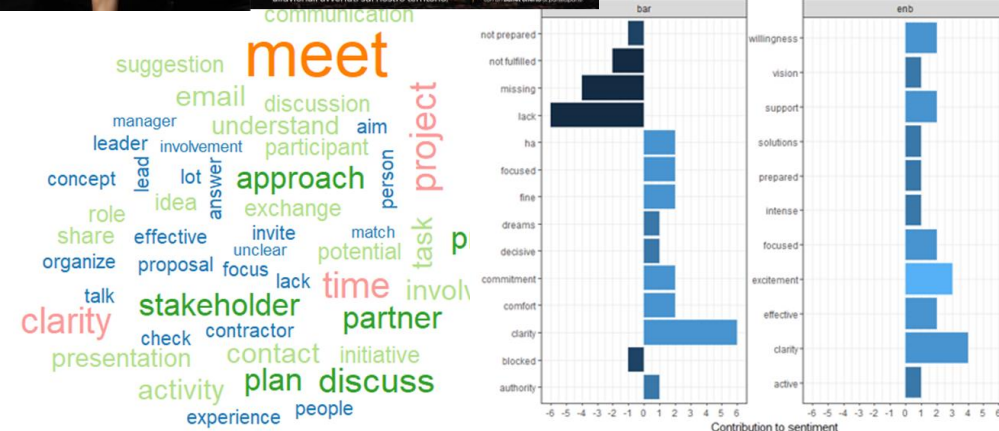 communication
meet
suggestion
email
discussion
project
manager
understand
aim
leader
involvement
participant
concept
lead
lot
answer
approach
person
idea
role
exchange
share
effective
invite
match
task
p
unclear
potential
organize
proposal
focus
lack
time
involv
talk
stakeholder
clarity
partner
check
contractor
presentation
contact
initiative
activity
plan
discuss
experience
people
bar
not prepared
not fulfilled
missing
lack
ha
focused
fine
dreams
decisive
commitment
comfort
clarity
blocked
authority
-6 -5 -4 -3 -2 -1 0 1 2 3 4 5 6
enb
willingness
vision
support
solutions
prepared
intense
focused
excitement
effective
clarity
active
-6 -5 -4 -3 -2 -1 0 1 2 3 4 5 6
Contribution to sentiment